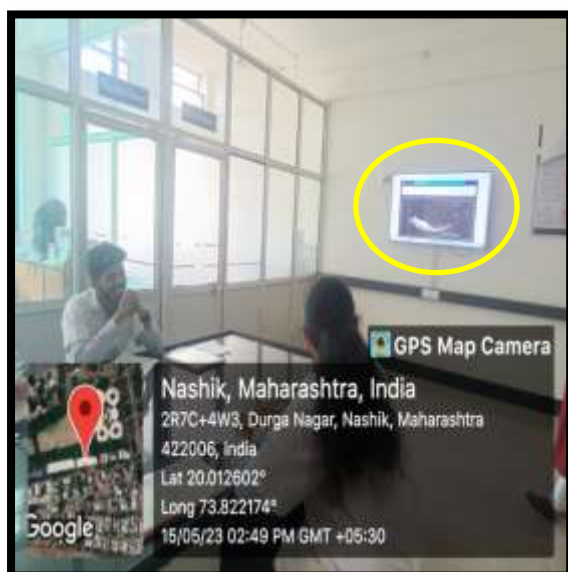 GPS Map Camera
Nashik, Maharashtra, India
2R7C+4W3, Durga Nagar, Nashik, Maharashtra
422006, India
Lat 20.012602°
Long 73.822174°
15/05/23 02:49 PM GMT +05:30
Google